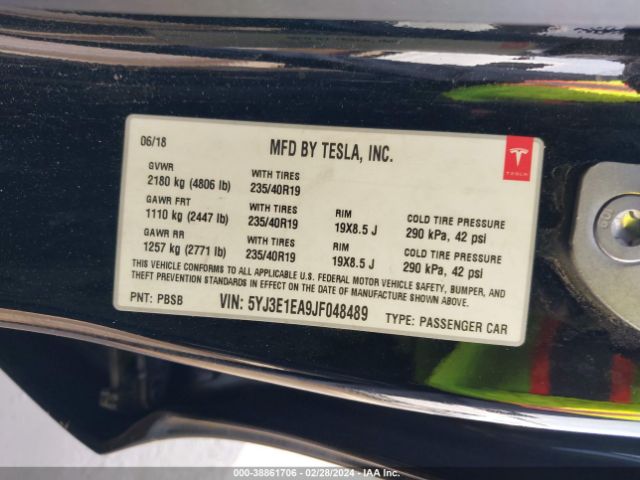 06/18
MFD BY TESLA, INC.
TESLA
GVWR
2180 kg (4806 lb)
WITH TIRES
235/40R19
GAWR FRT
1110 kg (2447 lb)
WITH TIRES
235/40R19
RIM
19X8.5 J
COLD TIRE PRESSURE
290 kPa, 42 psi
GAWR RR
1257 kg (2771 lb)
WITH TIRES
235/40R19
RIM
19X8.5 J
COLD TIRE PRESSURE
290 kPa, 42 psi
THIS VEHICLE CONFORMS TO ALL APPLICABLE U.S. FEDERAL MOTOR VEHICLE SAFETY, BUMPER, AND
THEFT PREVENTION STANDARDS IN EFFECT ON THE DATE OF MANUFACTURE SHOWN ABOVE.
PNT: PBSB
VIN: 5YJ3E1EA9JF048489
TYPE: PASSENGER CAR
000-38861706 - 02/28/2024 - IAA Inc.